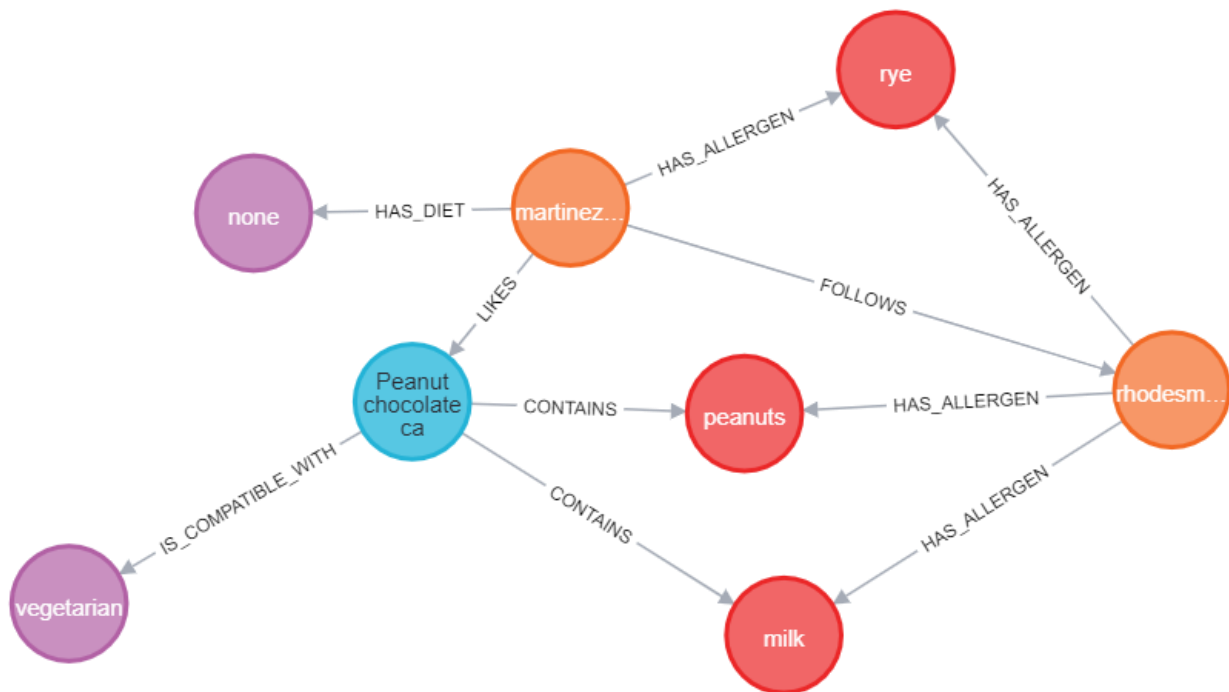 rye
HAS_ALLERGEN
none
HAS_DIET
martinez...
HAS_ALLERGEN
LIKES
FOLLOWS
Peanut
chocolate
ca
CONTAINS
peanuts
HAS_ALLERGEN
rhodesm...
IS_COMPATIBLE_WITH
CONTAINS
HAS_ALLERGEN
vegetarian
milk